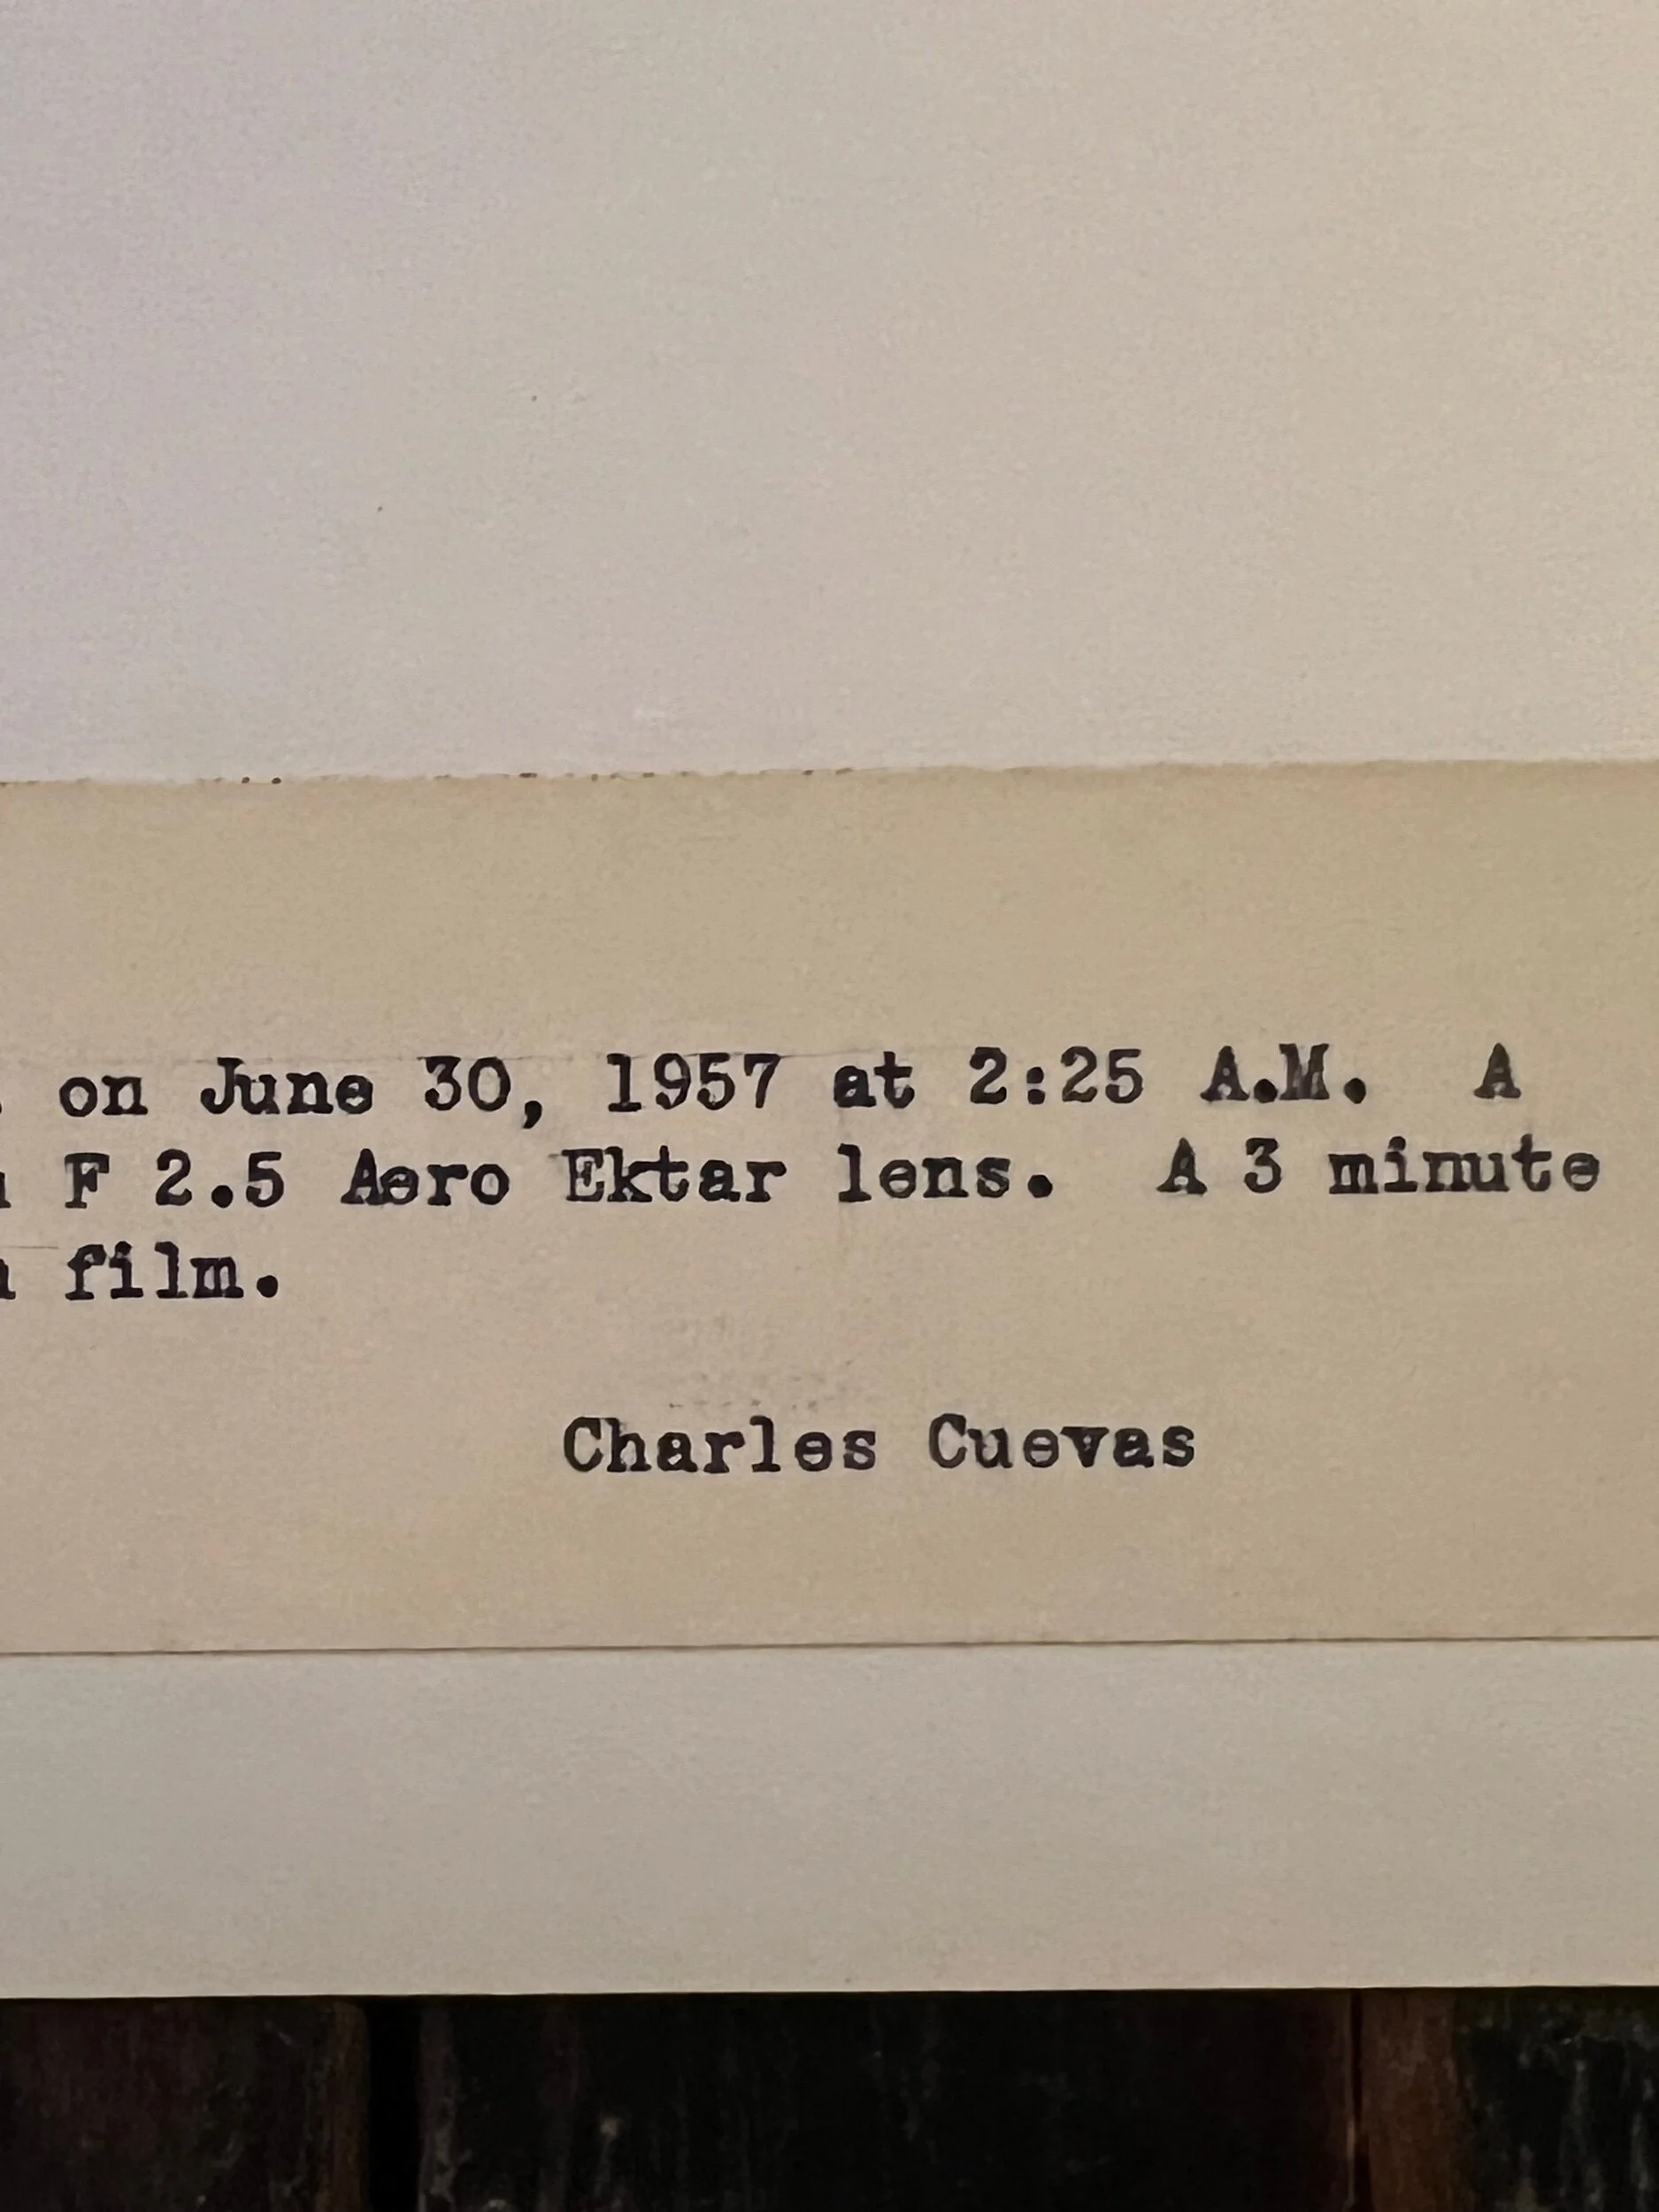 on June 30, 1957 at 2:25 A.M.  A
F 2.5 Aero Ektar lens.  A 3 minute
film.
Charles Cuevas